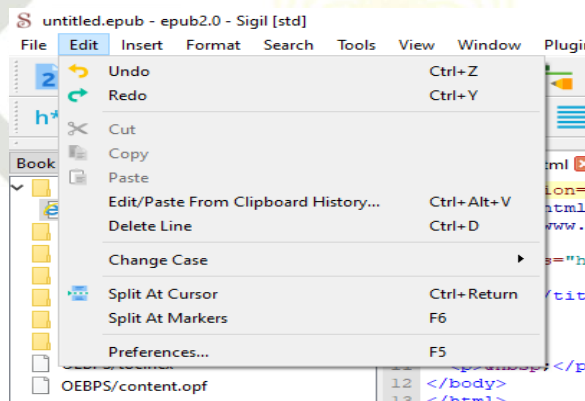 untitled.epub - epub2.0 - Sigil [std]
File Edit Insert Format Search Tools View Window
Undo Ctrl+Z
Redo Ctrl+Y
Cut
Copy
Paste
Edit/Paste From Clipboard History... Ctrl+Alt+V
Delete Line Ctrl+D
Change Case
Split At Cursor Ctrl+Return
Split At Markers F6
Preferences... F5
Book
OEBPS/content.opf
12 </body>
13 </html>